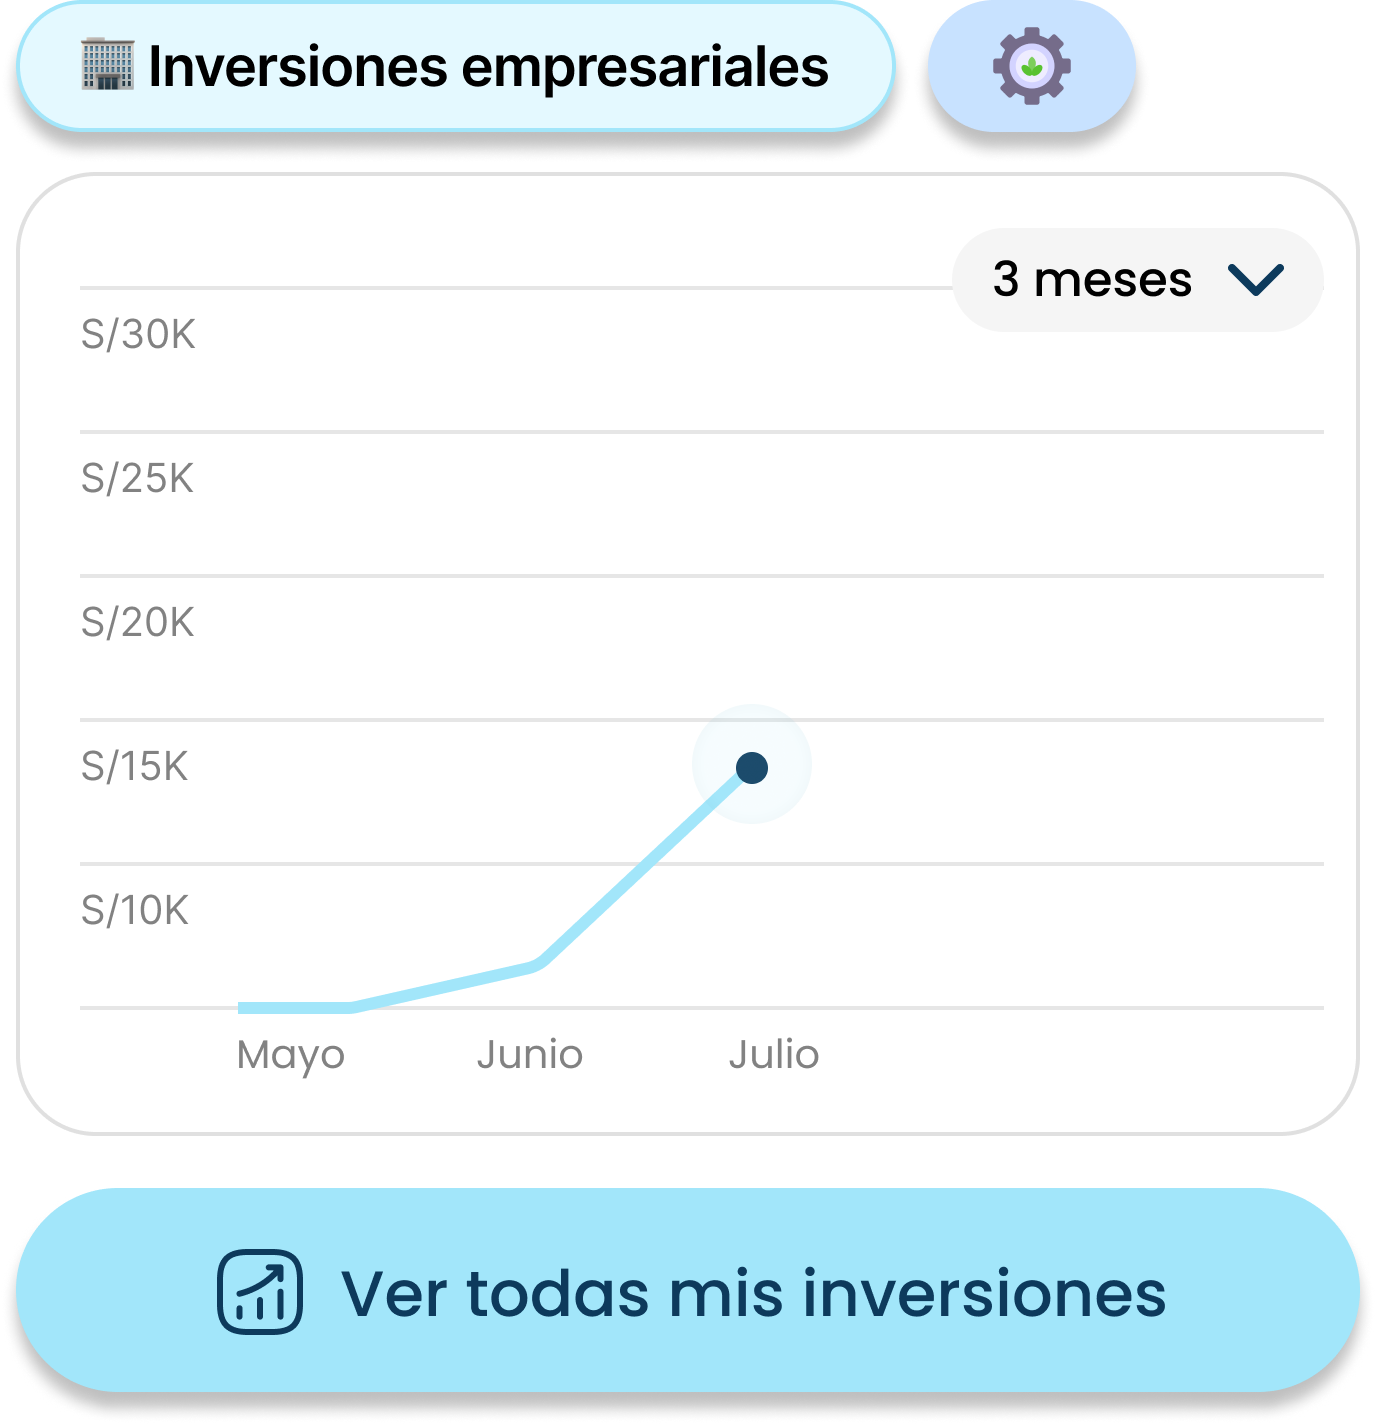 Inversiones empresariales
3 meses
S/30K
S/25K
S/20K
S/15K
S/10K
Mayo Junio Julio
Ver todas mis inversiones